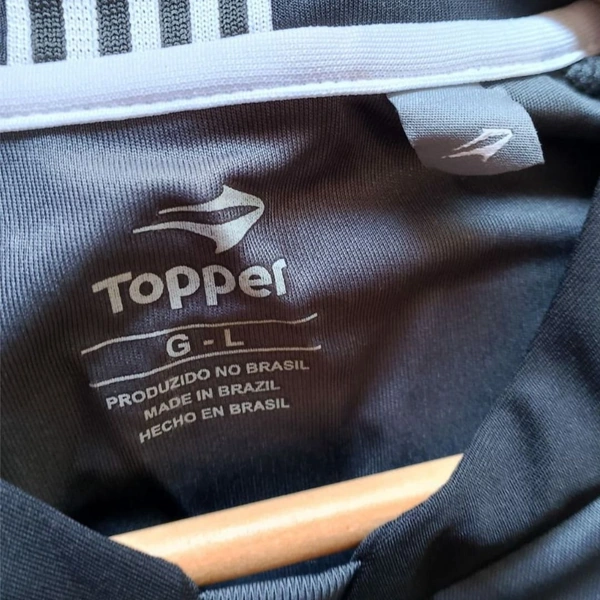 Topper
G - L
PRODUZIDO NO BRASIL
MADE IN BRAZIL
HECHO EN BRASIL